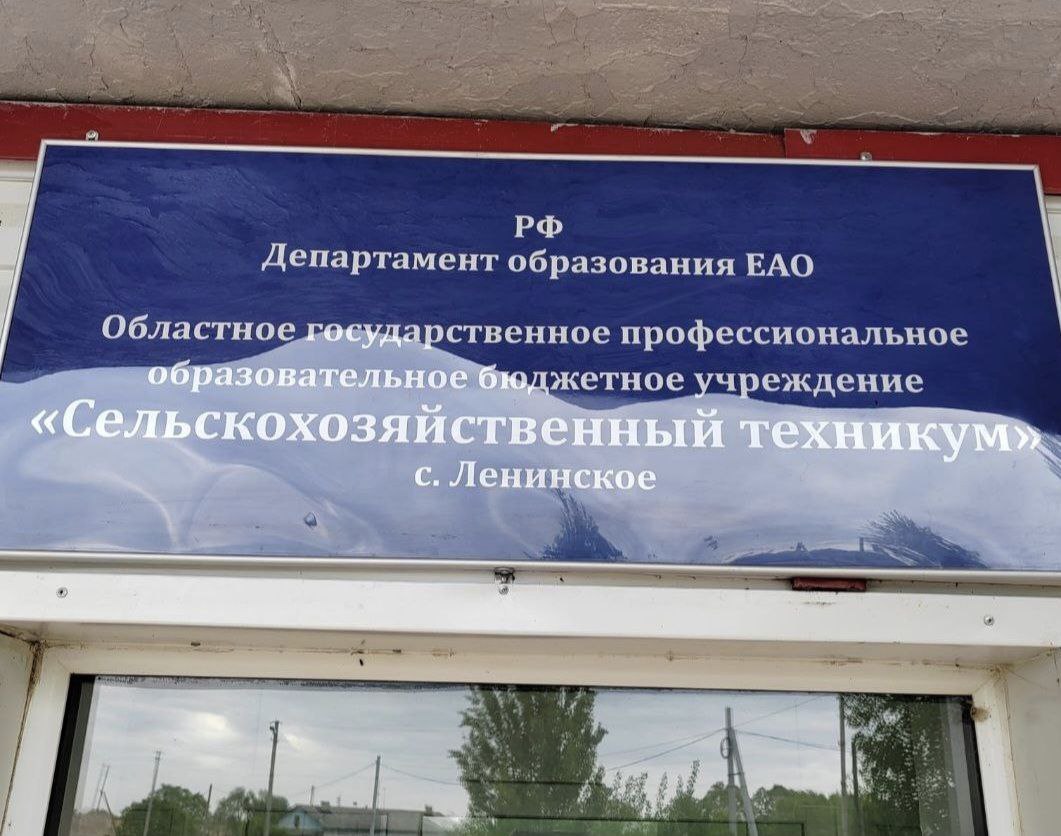 РФ
Департамент образования ЕАО
Областное государственное профессиональное
образовательное бюджетное учреждение
«Сельскохозяйственный техникум»
с. Ленинское